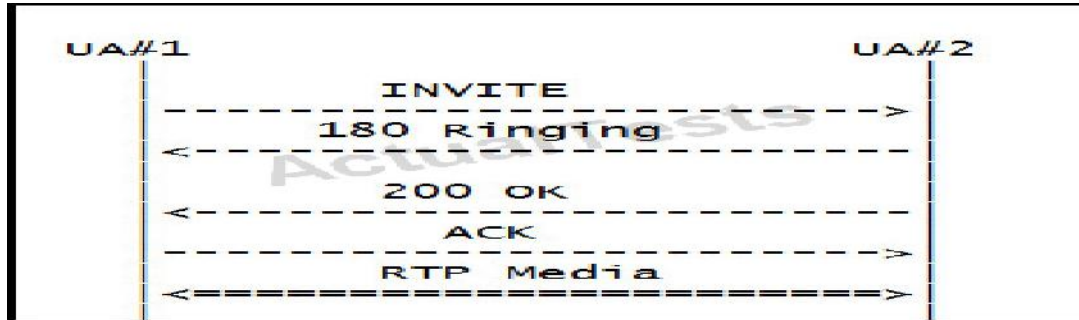 UA#1 UA#2
INVITE
180 Ringing
ActualTests
200 OK
ACK
RTP Media